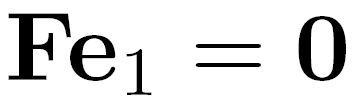 Fe₁ = 0